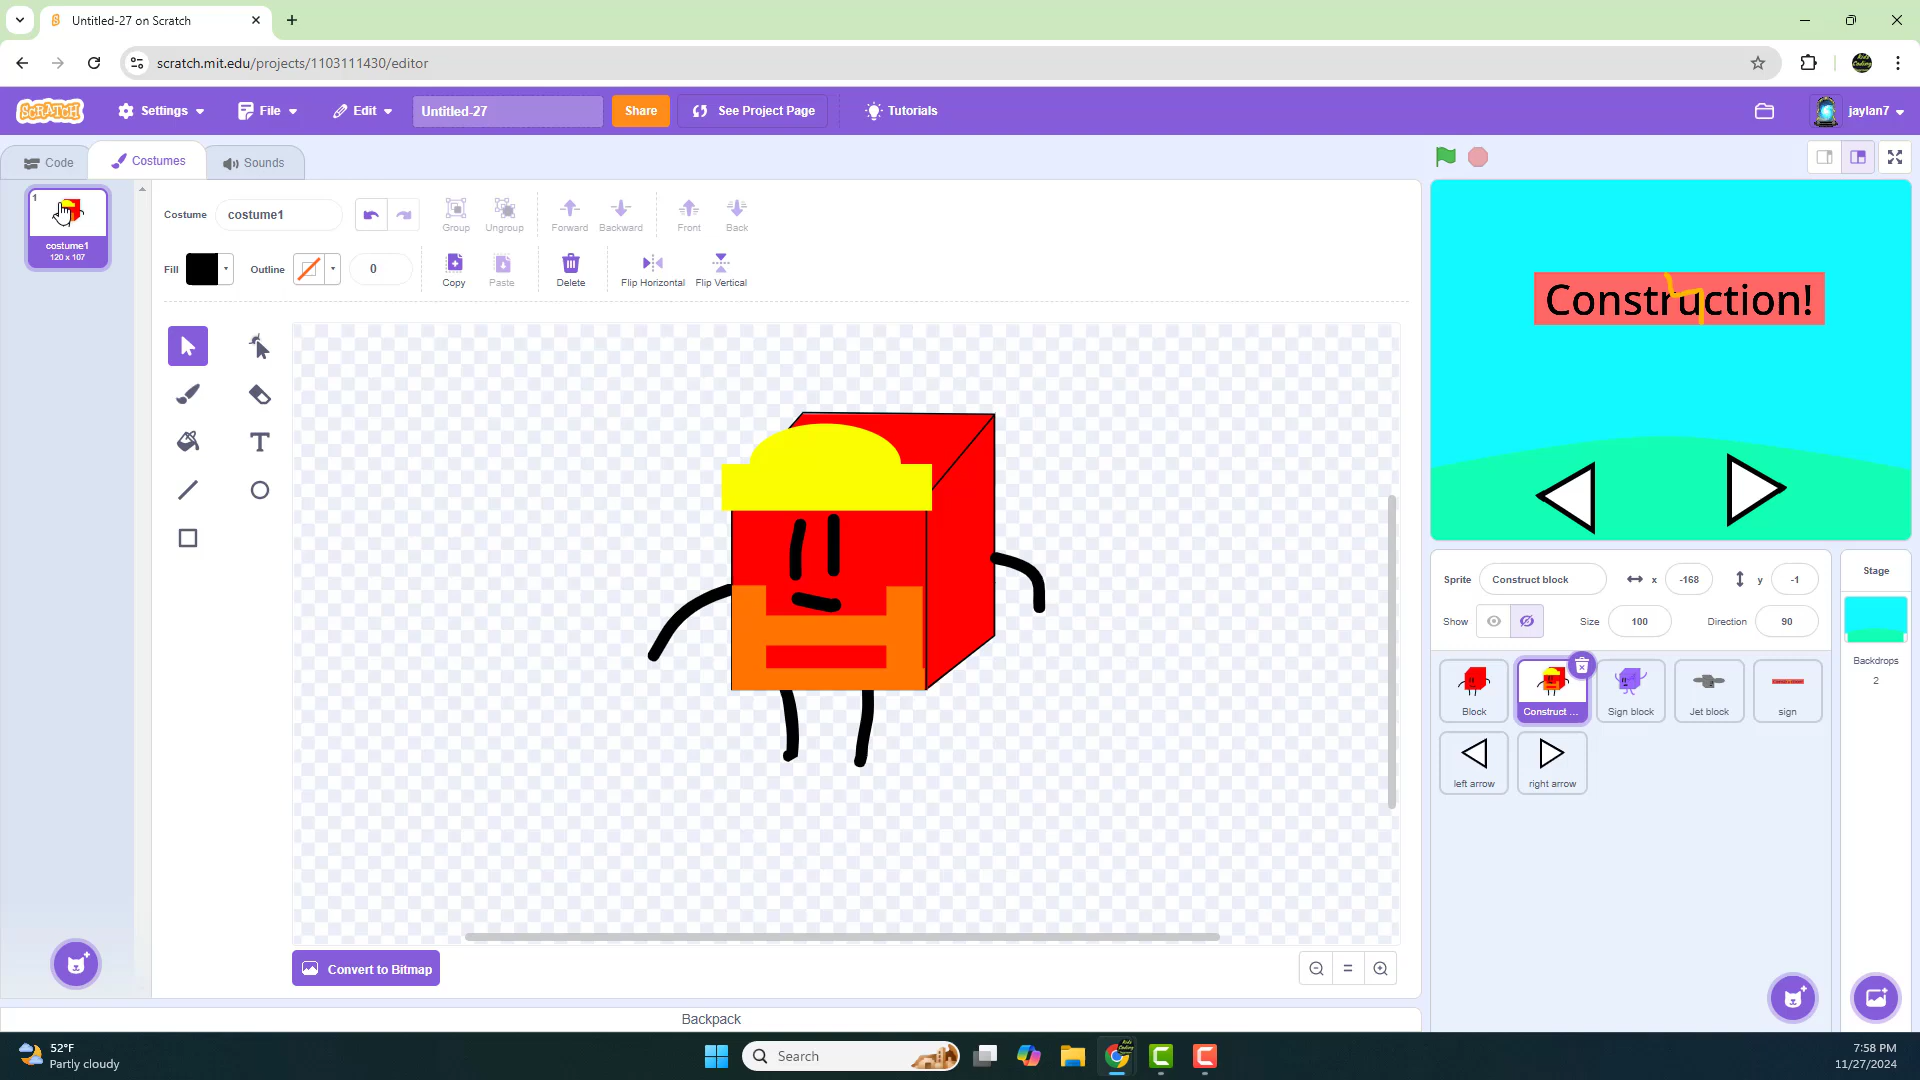 Untitled-27 on Scratch
scratch.mit.edu/projects/1103111430/editor
SCRATCH
Settings
File
Edit
Untitled-27
Share
See Project Page
Tutorials
jaylan7
Code
Costumes
Sounds
1
costume1
120 x 107
Costume
costume1
Group
Ungroup
Forward
Backward
Front
Back
Fill
Outline
0
Copy
Paste
Delete
Flip Horizontal
Flip Vertical
Convert to Bitmap
Backpack
Construction!
Sprite
Construct block
x
-168
y
-1
Show
Size
100
Direction
90
Block
Construct ...
Sign block
Jet block
sign
left arrow
right arrow
Stage
Backdrops
2
52°F
Partly cloudy
Search
7:58 PM
11/27/2024